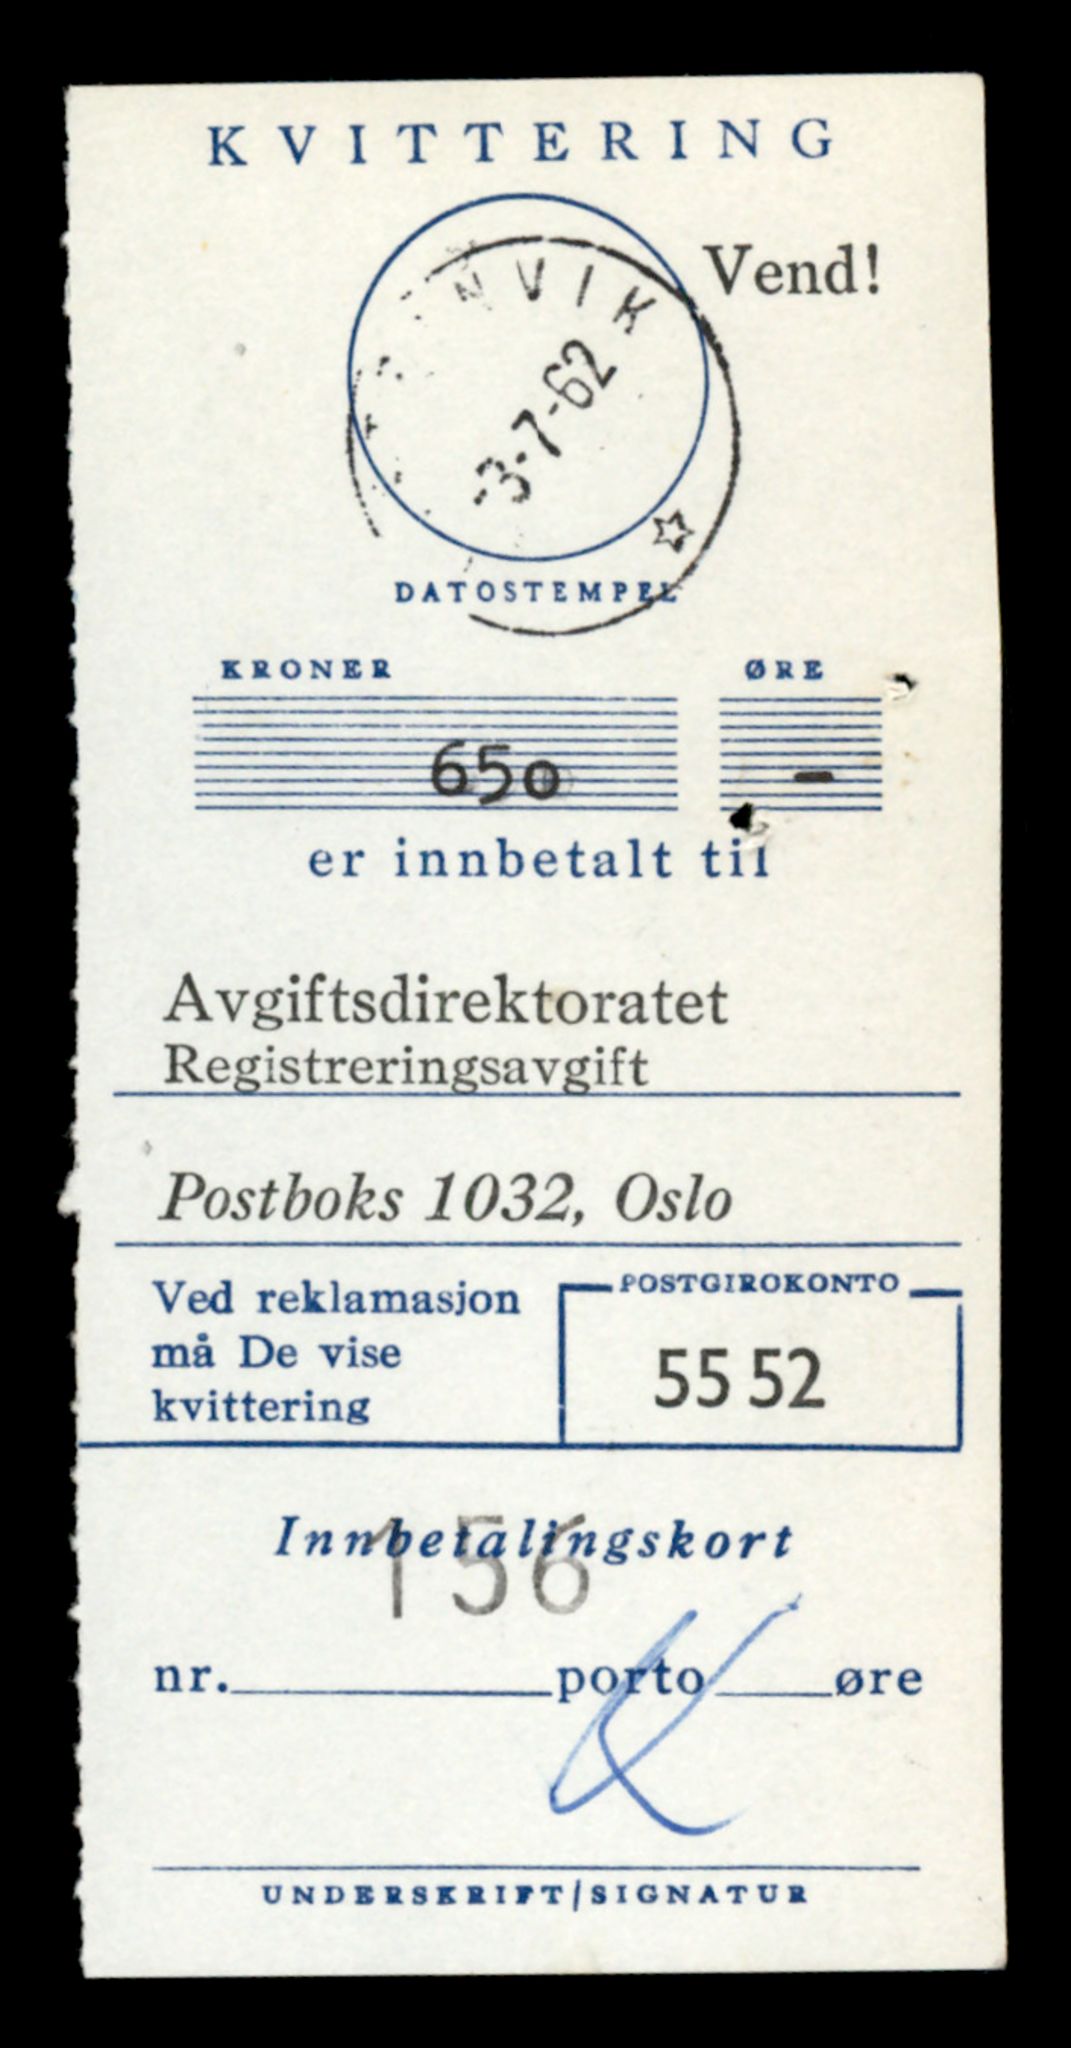 KVITTERING
Vend!
-3-7-62
DATOSTEMPEL
KRONER ØRE
650 -
er innbetalt til
Avgiftsdirektoratet
Registreringsavgift
Postboks 1032, Oslo
Ved reklamasjon
må De vise
kvittering
POSTGIROKONTO
55 52
Innbetalingskort
156
nr. porto øre
UNDERSKRIFT/SIGNATUR